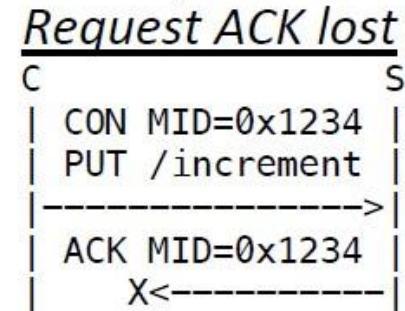 Request ACK lost
C S
| CON MID=0x1234 |
| PUT /increment |
|--------------->|
| ACK MID=0x1234 |
| X<----------|